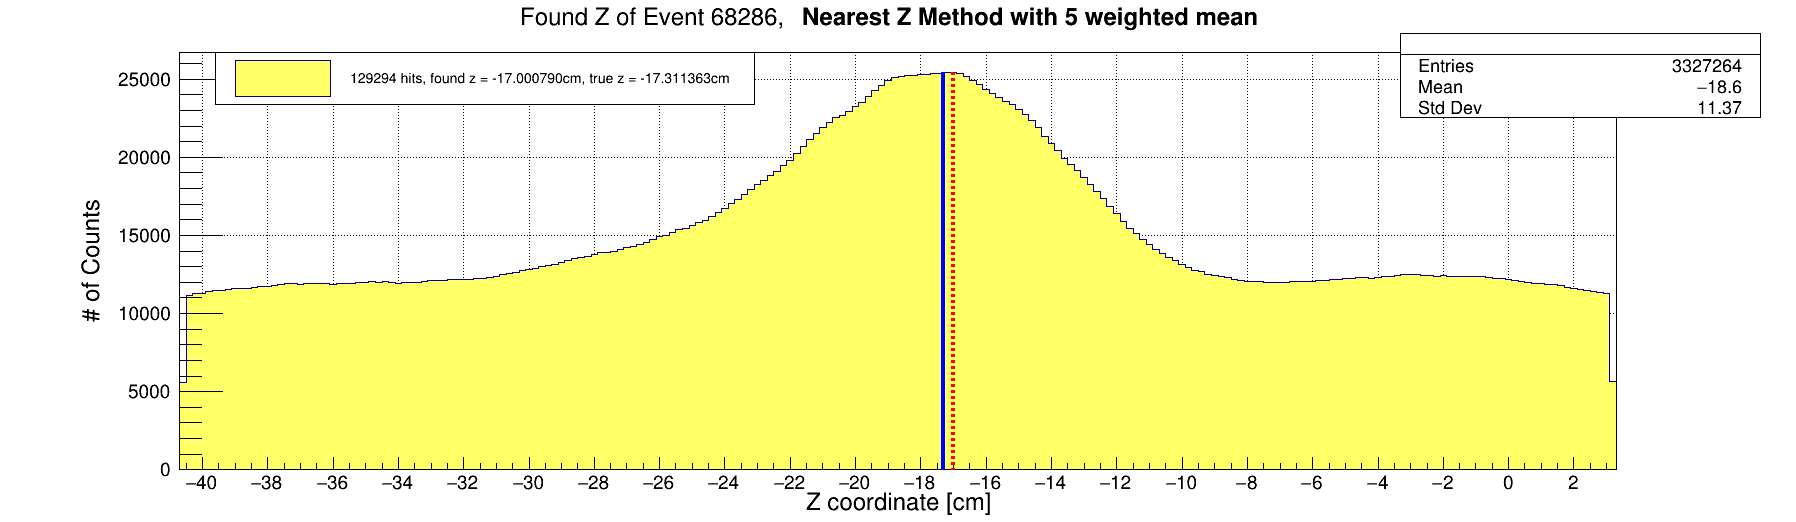 Found Z of Event 68286, Nearest Z Method with 5 weighted mean
129294 hits, found z = -17.000790cm, true z = -17.311363cm
Entries 3327264
Mean −18.6
Std Dev 11.37
# of Counts
25000
20000
15000
10000
5000
0
−40 −38 −36 −34 −32 −30 −28 −26 −24 −22 −20 −18 −16 −14 −12 −10 −8 −6 −4 −2 0 2
Z coordinate [cm]